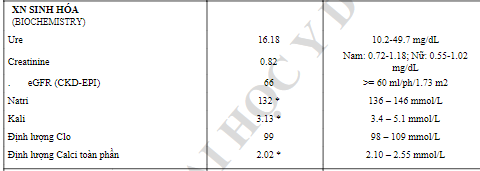 XN SINH HÓA
(BIOCHEMISTRY)
Ure 16.18 10.2-49.7 mg/dL
Creatinine 0.82 Nam: 0.72-1.18; Nữ: 0.55-1.02 mg/dL
. eGFR (CKD-EPI) 66 >= 60 ml/ph/1.73 m2
Natri 132 * 136 – 146 mmol/L
Kali 3.13 * 3.4 – 5.1 mmol/L
Định lượng Clo 99 98 – 109 mmol/L
Định lượng Calci toàn phần 2.02 * 2.10 – 2.55 mmol/L
ẠI HỌC Y D